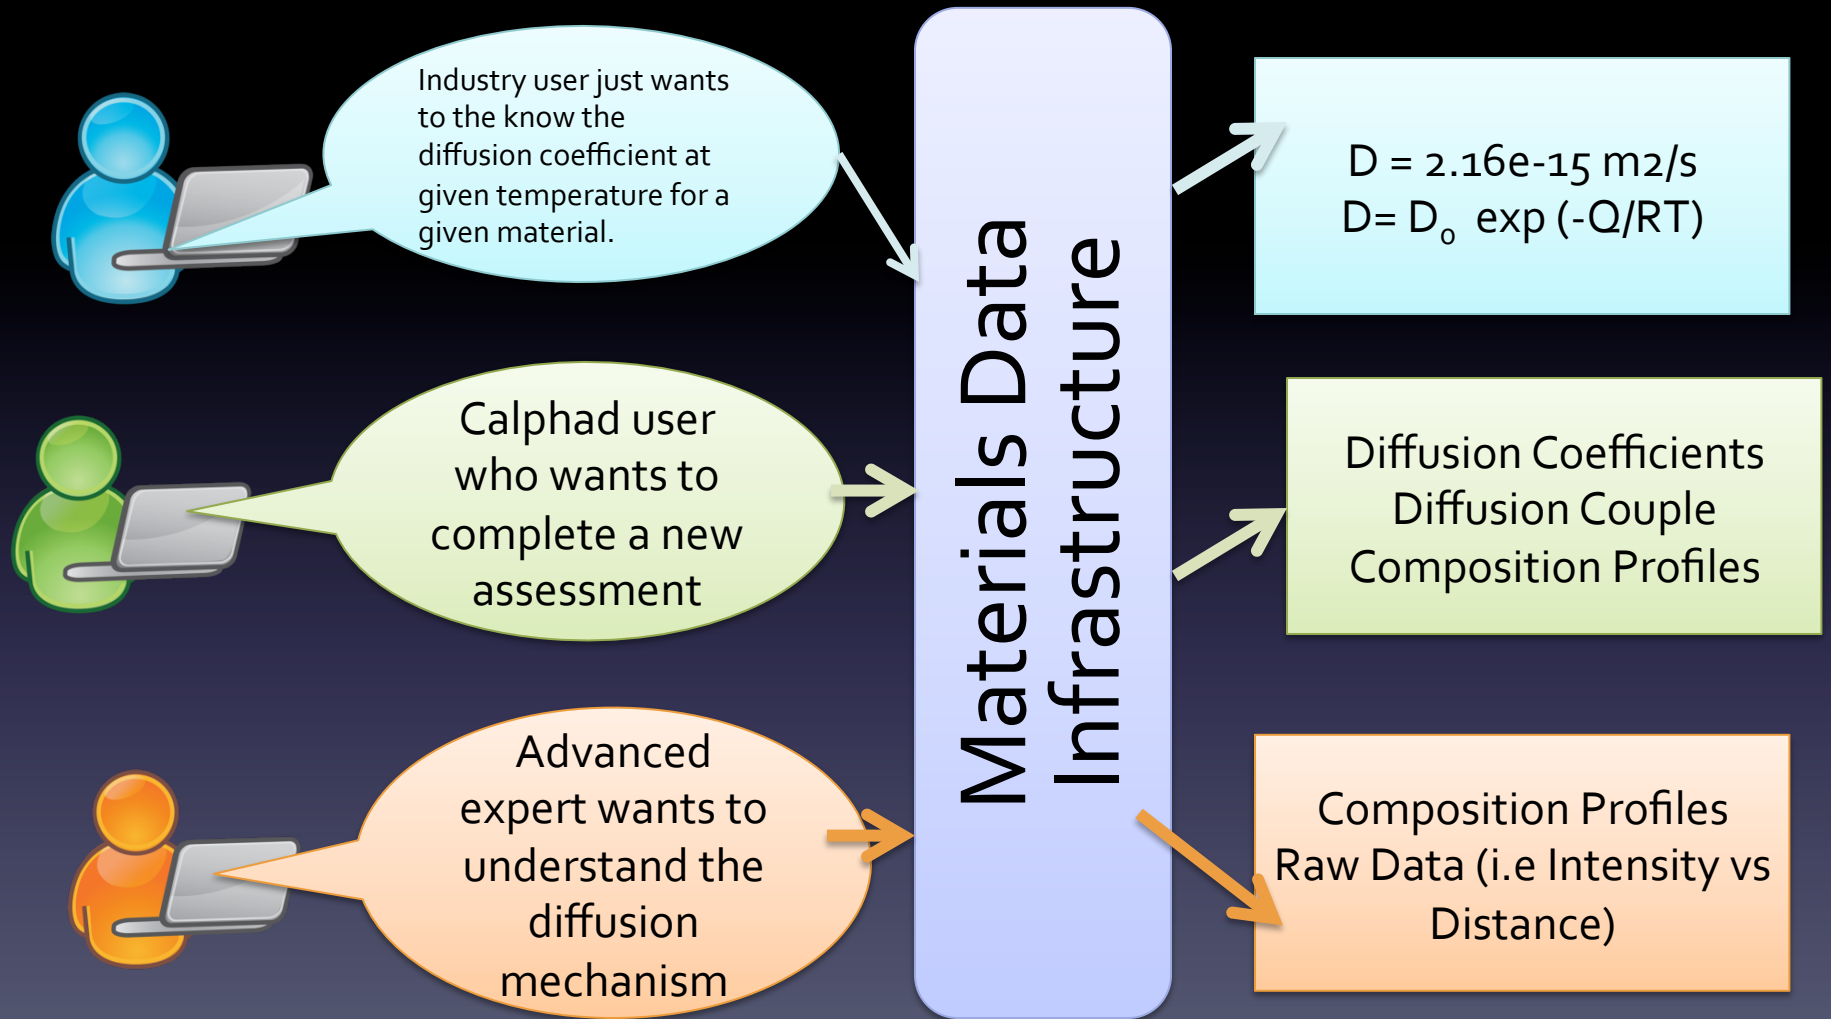 Industry user just wants
to the know the
diffusion coefficient at
given temperature for a
given material.
Materials Data
Infrastructure
D = 2.16e-15 m2/s
D= Do exp (-Q/RT)
Calphad user
who wants to
complete a new
assessment
Diffusion Coefficients
Diffusion Couple
Composition Profiles
Advanced
expert wants to
understand the
diffusion
mechanism
Composition Profiles
Raw Data (i.e Intensity vs
Distance)